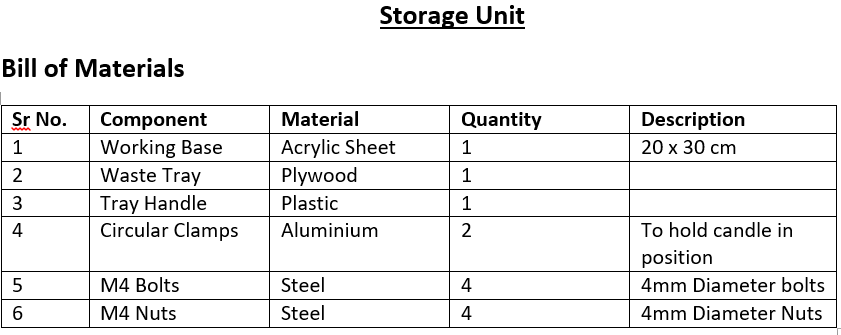 Storage Unit
Bill of Materials
Sr No. Component Material Quantity Description
1 Working Base Acrylic Sheet 1 20 x 30 cm
2 Waste Tray Plywood 1
3 Tray Handle Plastic 1
4 Circular Clamps Aluminium 2 To hold candle in
position
5 M4 Bolts Steel 4 4mm Diameter bolts
6 M4 Nuts Steel 4 4mm Diameter Nuts